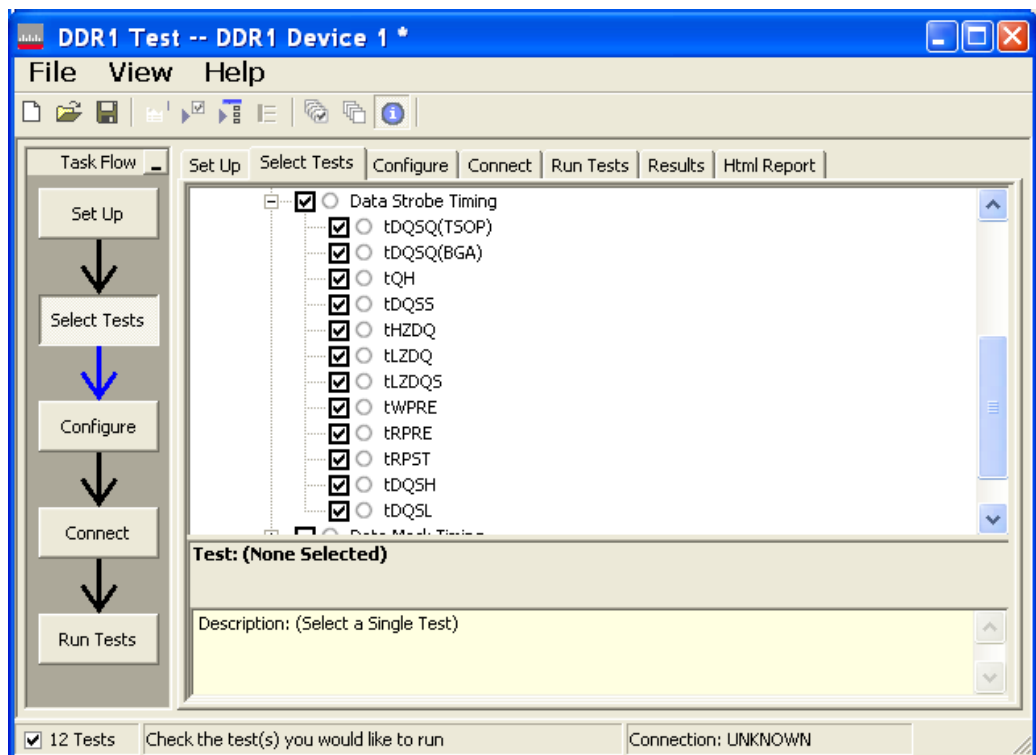 DDR1 Test -- DDR1 Device 1 *
File View Help
Task Flow
Set Up Select Tests Configure Connect Run Tests Results Html Report
Set Up
Select Tests
Configure
Connect
Run Tests
Data Strobe Timing
tDQSQ(TSOP)
tDQSQ(BGA)
tQH
tDQSS
tHZDQ
tLZDQ
tLZDQS
tWPRE
tRPRE
tRPST
tDQSH
tDQSL
Data Mask Timing
Test: (None Selected)
Description: (Select a Single Test)
12 Tests Check the test(s) you would like to run Connection: UNKNOWN